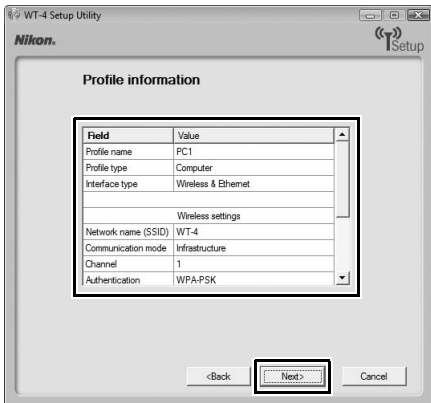 WT-4 Setup Utility
Nikon.
Setup
Profile information
Field Value
Profile name PC1
Profile type Computer
Interface type Wireless & Ethernet
Wireless settings
Network name (SSID) WT-4
Communication mode Infrastructure
Channel 1
Authentication WPA-PSK
<Back Next> Cancel